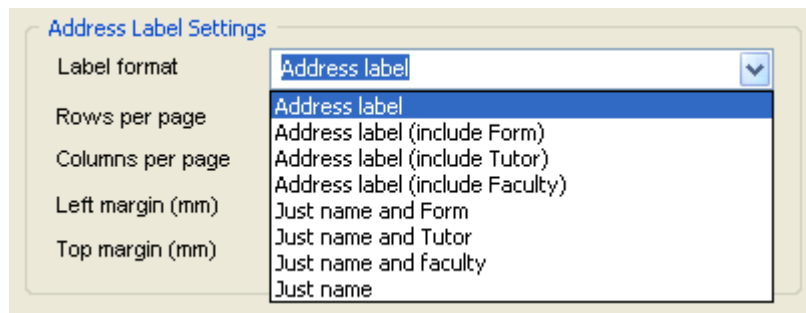 Address Label Settings
Label format
Address label
Address label
Rows per page
Address label (include Form)
Columns per page
Address label (include Tutor)
Address label (include Faculty)
Left margin (mm)
Just name and Form
Just name and Tutor
Top margin (mm)
Just name and faculty
Just name